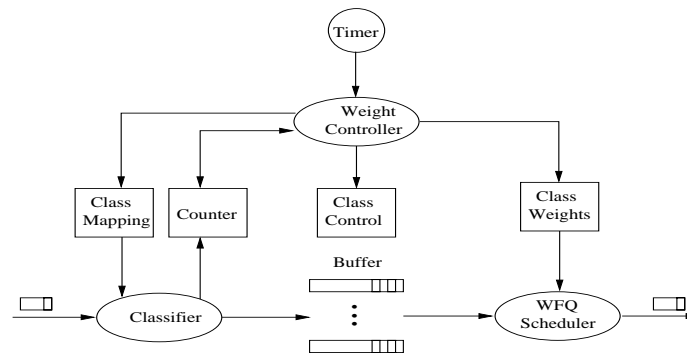 Timer
Weight
Controller
Class
Mapping
Counter
Class
Control
Class
Weights
Buffer
Classifier
WFQ
Scheduler